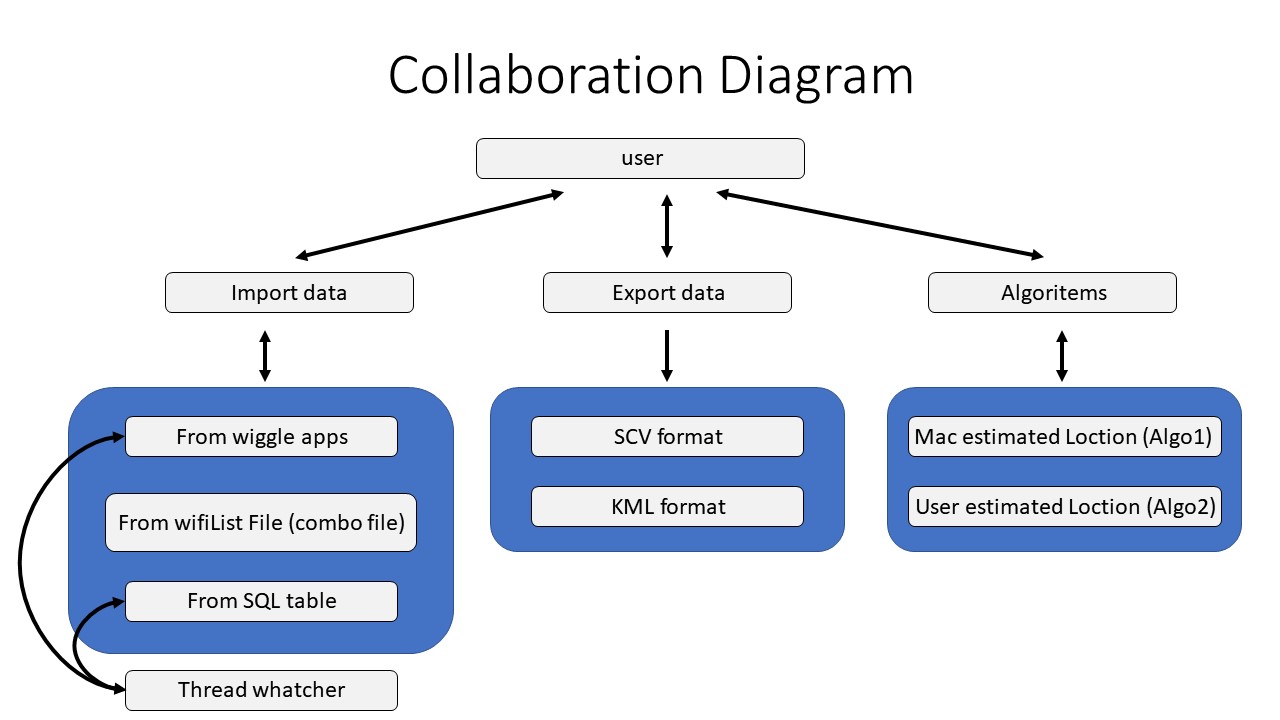 Collaboration Diagram
user
Import data
Export data
Algoritems
From wiggle apps
From wifiList File (combo file)
From SQL table
Thread whatcher
SCV format
KML format
Mac estimated Loction (Algo1)
User estimated Loction (Algo2)